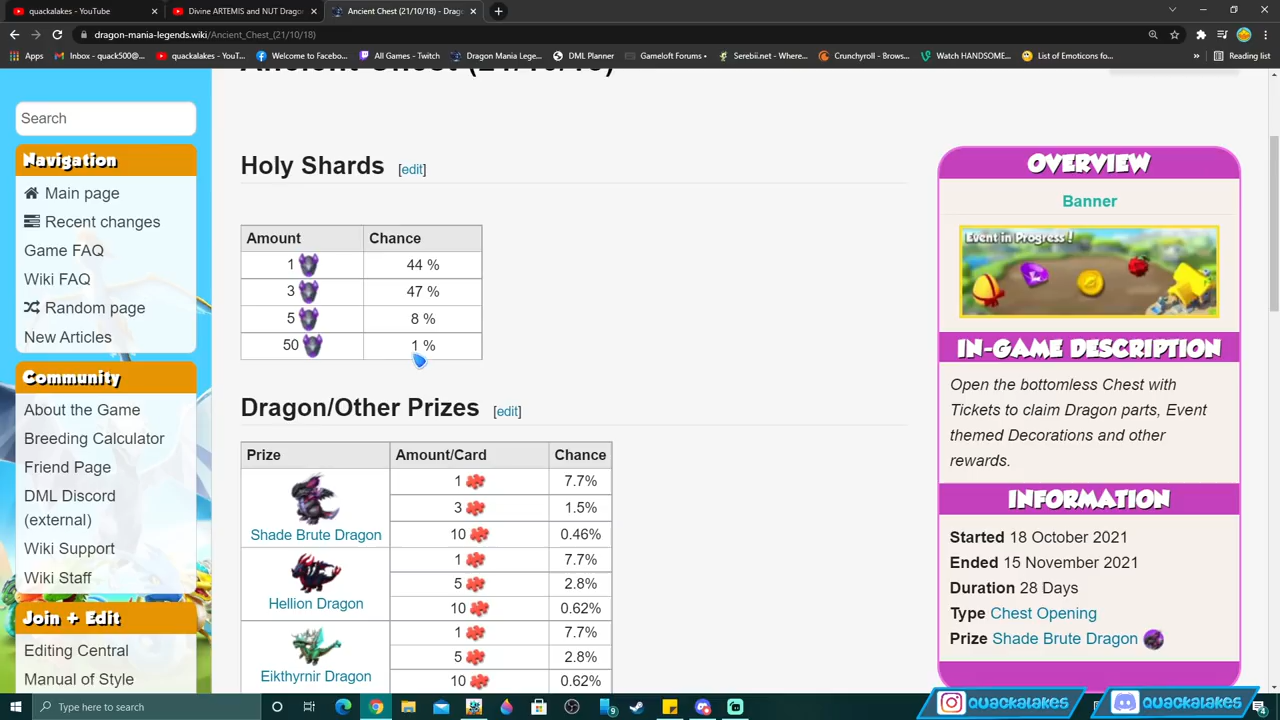 quackalakes - YouTube
Divine ARTEMIS and NUT Dragon
Ancient Chest (21/10/18) - Drage
dragon-mania-legends.wiki/Ancient_Chest_(21/10/18)
Apps
Inbox - quack500@...
quackalakes - YouT...
Welcome to Faceboo...
All Games - Twitch
Dragon Mania Lege...
DML Planner
Gameloft Forums •
Serebii.net - Where...
Crunchyroll - Brows...
Watch HANDSOME...
List of Emoticons fo...
»
Reading list
Ancient Chest (21/10/18)
Search
Navigation
Main page
Recent changes
Game FAQ
Wiki FAQ
Random page
New Articles
Community
About the Game
Breeding Calculator
Friend Page
DML Discord
(external)
Wiki Support
Wiki Staff
Join + Edit
Editing Central
Manual of Style
Holy Shards [edit]
Amount Chance
1 44 %
3 47 %
5 8 %
50 1 %
Dragon/Other Prizes [edit]
Prize Amount/Card Chance
1 7.7%
3 1.5%
10 0.46%
Shade Brute Dragon
1 7.7%
5 2.8%
10 0.62%
Hellion Dragon
1 7.7%
5 2.8%
10 0.62%
Eikthyrnir Dragon
OVERVIEW
Banner
Event in Progress !
IN-GAME DESCRIPTION
Open the bottomless Chest with
Tickets to claim Dragon parts, Event
themed Decorations and other
rewards.
INFORMATION
Started 18 October 2021
Ended 15 November 2021
Duration 28 Days
Type Chest Opening
Prize Shade Brute Dragon
Type here to search
quackalakes
quackalakes